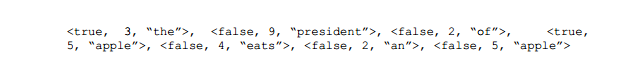 <true, 3, “the”>, <false, 9, “president”>, <false, 2, “of”>, <true,
5, “apple”>, <false, 4, “eats”>, <false, 2, “an”>, <false, 5, “apple”>